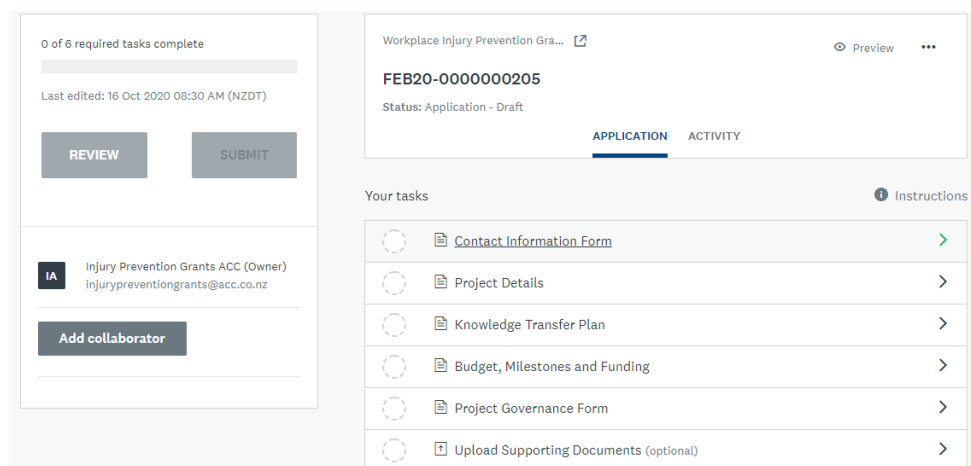 0 of 6 required tasks complete
Last edited: 16 Oct 2020 08:30 AM (NZDT)
REVIEW
SUBMIT
IA
Injury Prevention Grants ACC (Owner)
injurypreventiongrants@acc.co.nz
Add collaborator
Workplace Injury Prevention Gra...
Preview
FEB20-0000000205
Status: Application - Draft
APPLICATION
ACTIVITY
Your tasks
Instructions
Contact Information Form
Project Details
Knowledge Transfer Plan
Budget, Milestones and Funding
Project Governance Form
Upload Supporting Documents (optional)